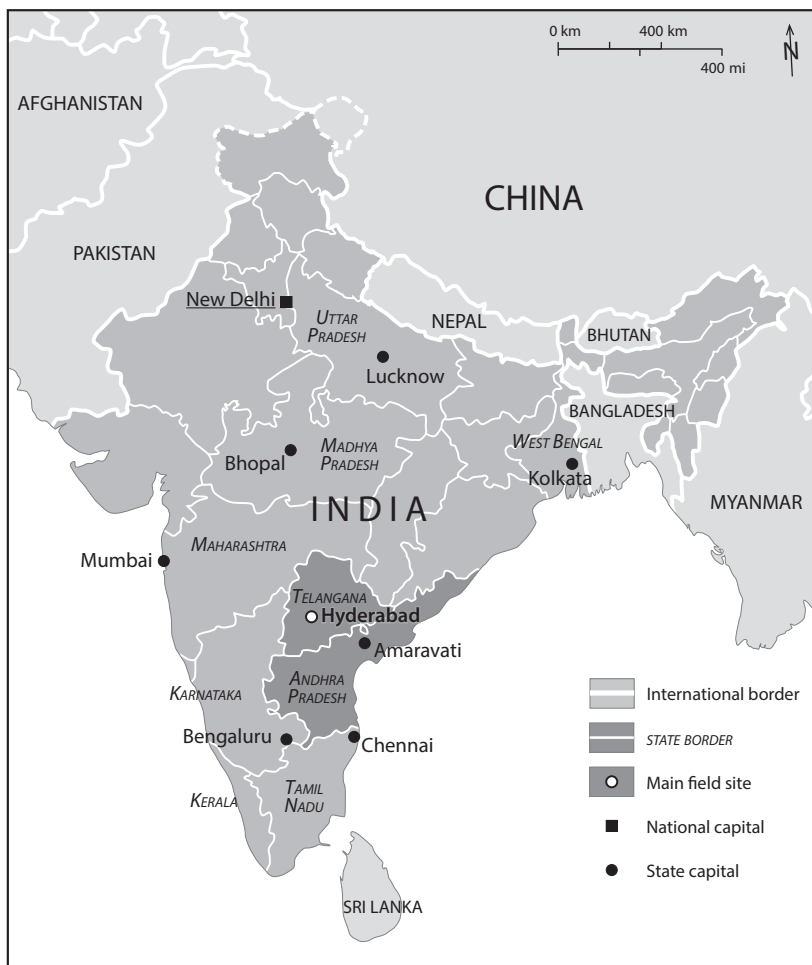 0 km 400 km
400 mi
N
AFGHANISTAN
CHINA
PAKISTAN
New Delhi
UTTAR
PRADESH
NEPAL
BHUTAN
Lucknow
BANGLADESH
WEST BENGAL
MADHYA
PRADESH
Bhopal
Kolkata
INDIA
MYANMAR
MAHARASHTRA
Mumbai
TELANGANA
Hyderabad
Amaravati
ANDHRA
PRADESH
KARNATAKA
Bengaluru
Chennai
KERALA
TAMIL
NADU
SRI LANKA
International border
STATE BORDER
Main field site
National capital
State capital